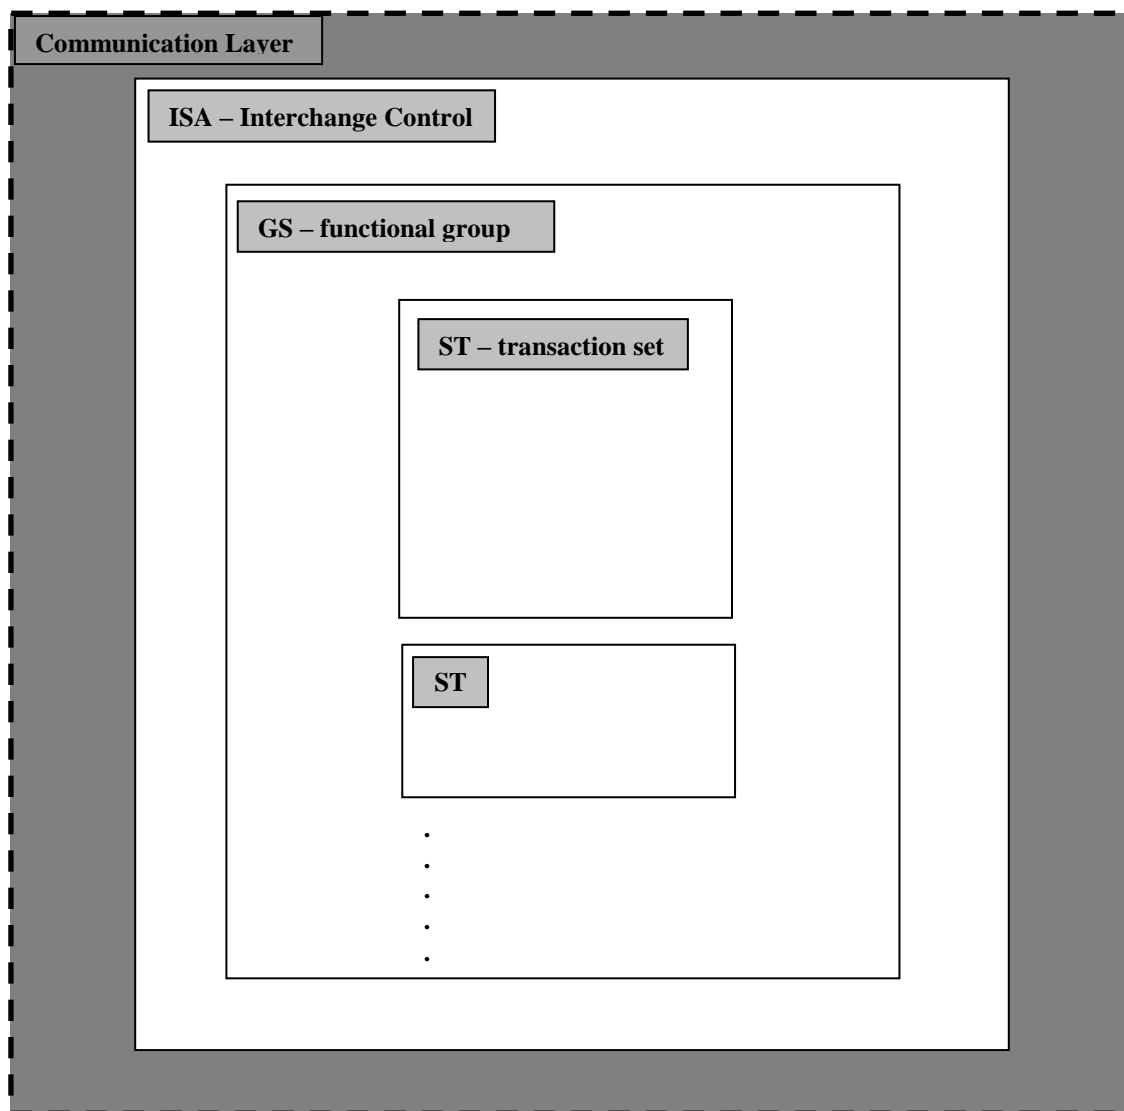 Communication Layer
ISA – Interchange Control
GS – functional group
ST – transaction set
ST
.
.
.
.
.